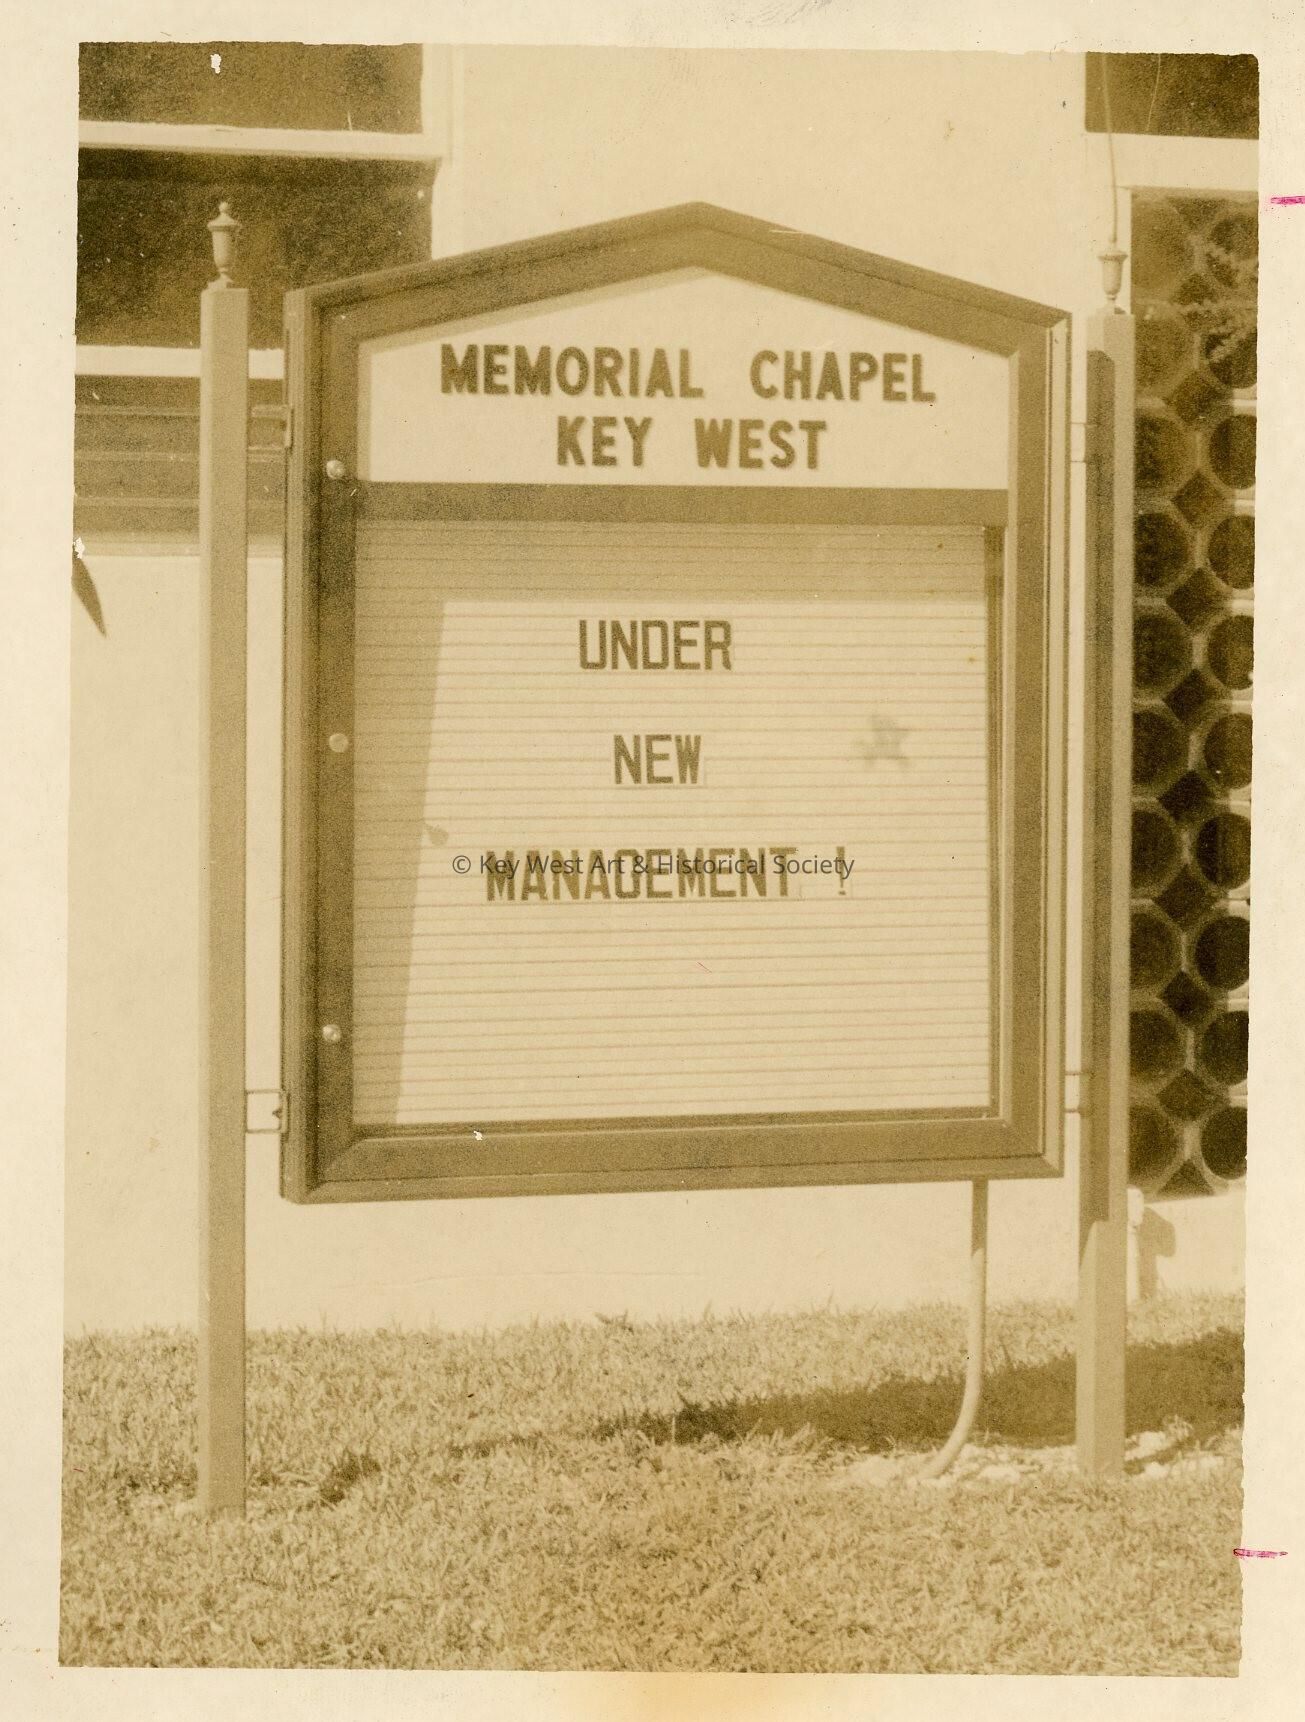 MEMORIAL CHAPEL
KEY WEST
UNDER
NEW
MANAGEMENT !
© Key West Art & Historical Society